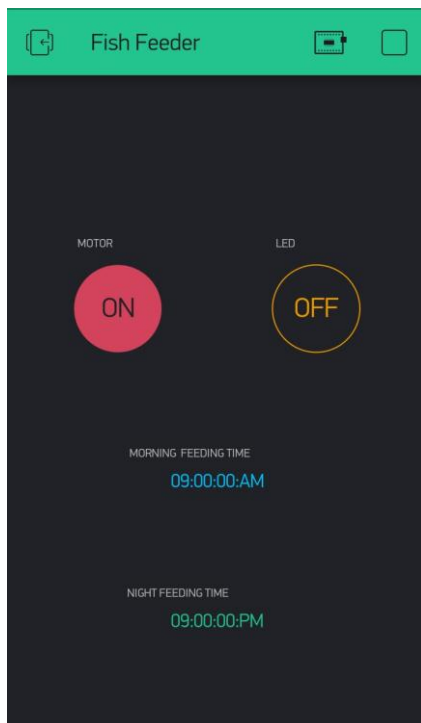 Fish Feeder
MOTOR
LED
ON
OFF
MORNING FEEDING TIME
09:00:00:AM
NIGHT FEEDING TIME
09:00:00:PM